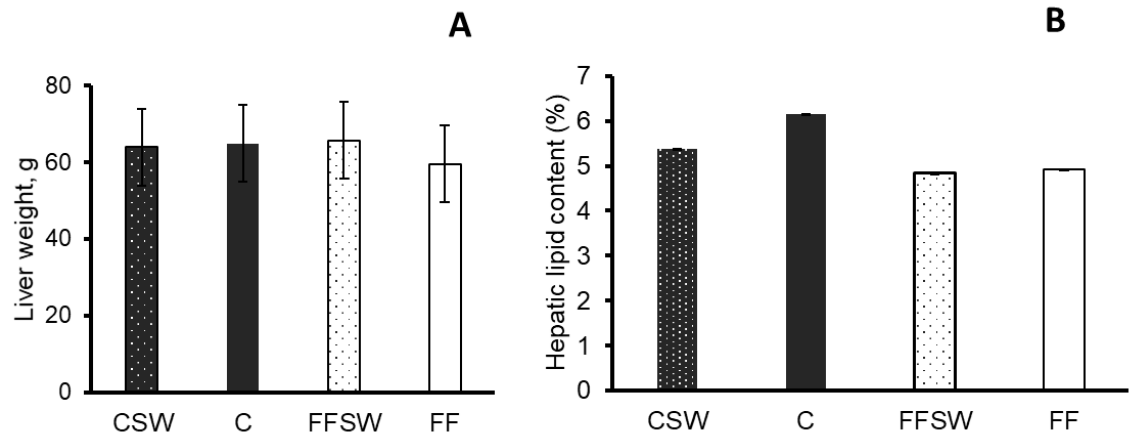 A
80
60
40
20
0
Liver weight, g
CSW C FFSW FF
B
7
6
5
4
3
2
1
0
Hepatic lipid content (%)
CSW C FFSW FF